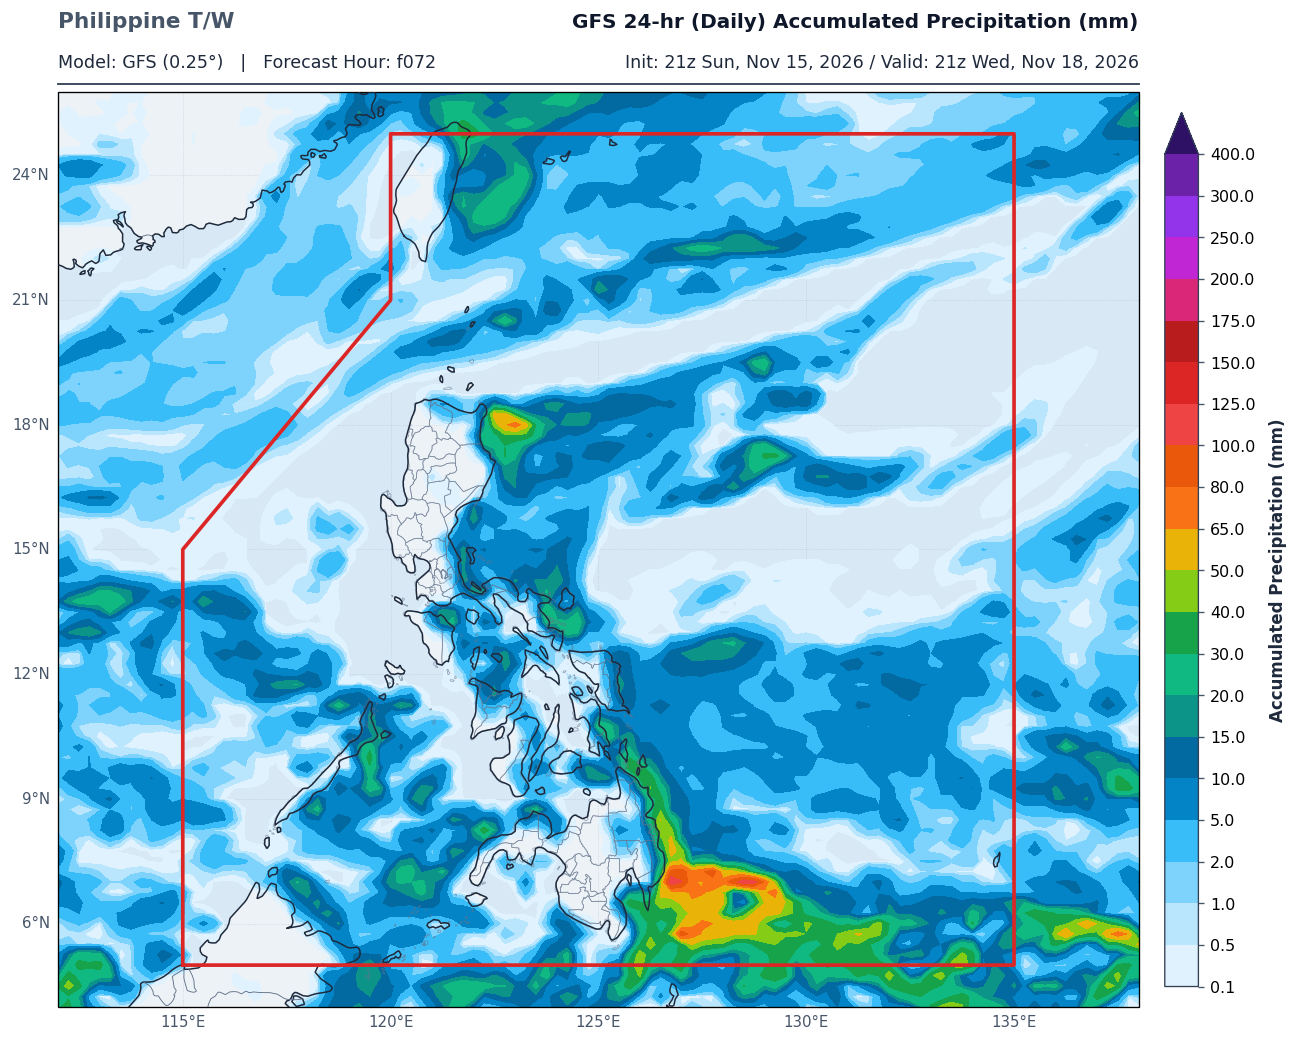 Philippine T/W
GFS 24-hr (Daily) Accumulated Precipitation (mm)
Model: GFS (0.25°) | Forecast Hour: f072
Init: 21z Sun, Nov 15, 2026 / Valid: 21z Wed, Nov 18, 2026
24°N
21°N
18°N
15°N
12°N
9°N
6°N
115°E
120°E
125°E
130°E
135°E
400.0
300.0
250.0
200.0
175.0
150.0
125.0
100.0
80.0
65.0
50.0
40.0
30.0
20.0
15.0
10.0
5.0
2.0
1.0
0.5
0.1
Accumulated Precipitation (mm)